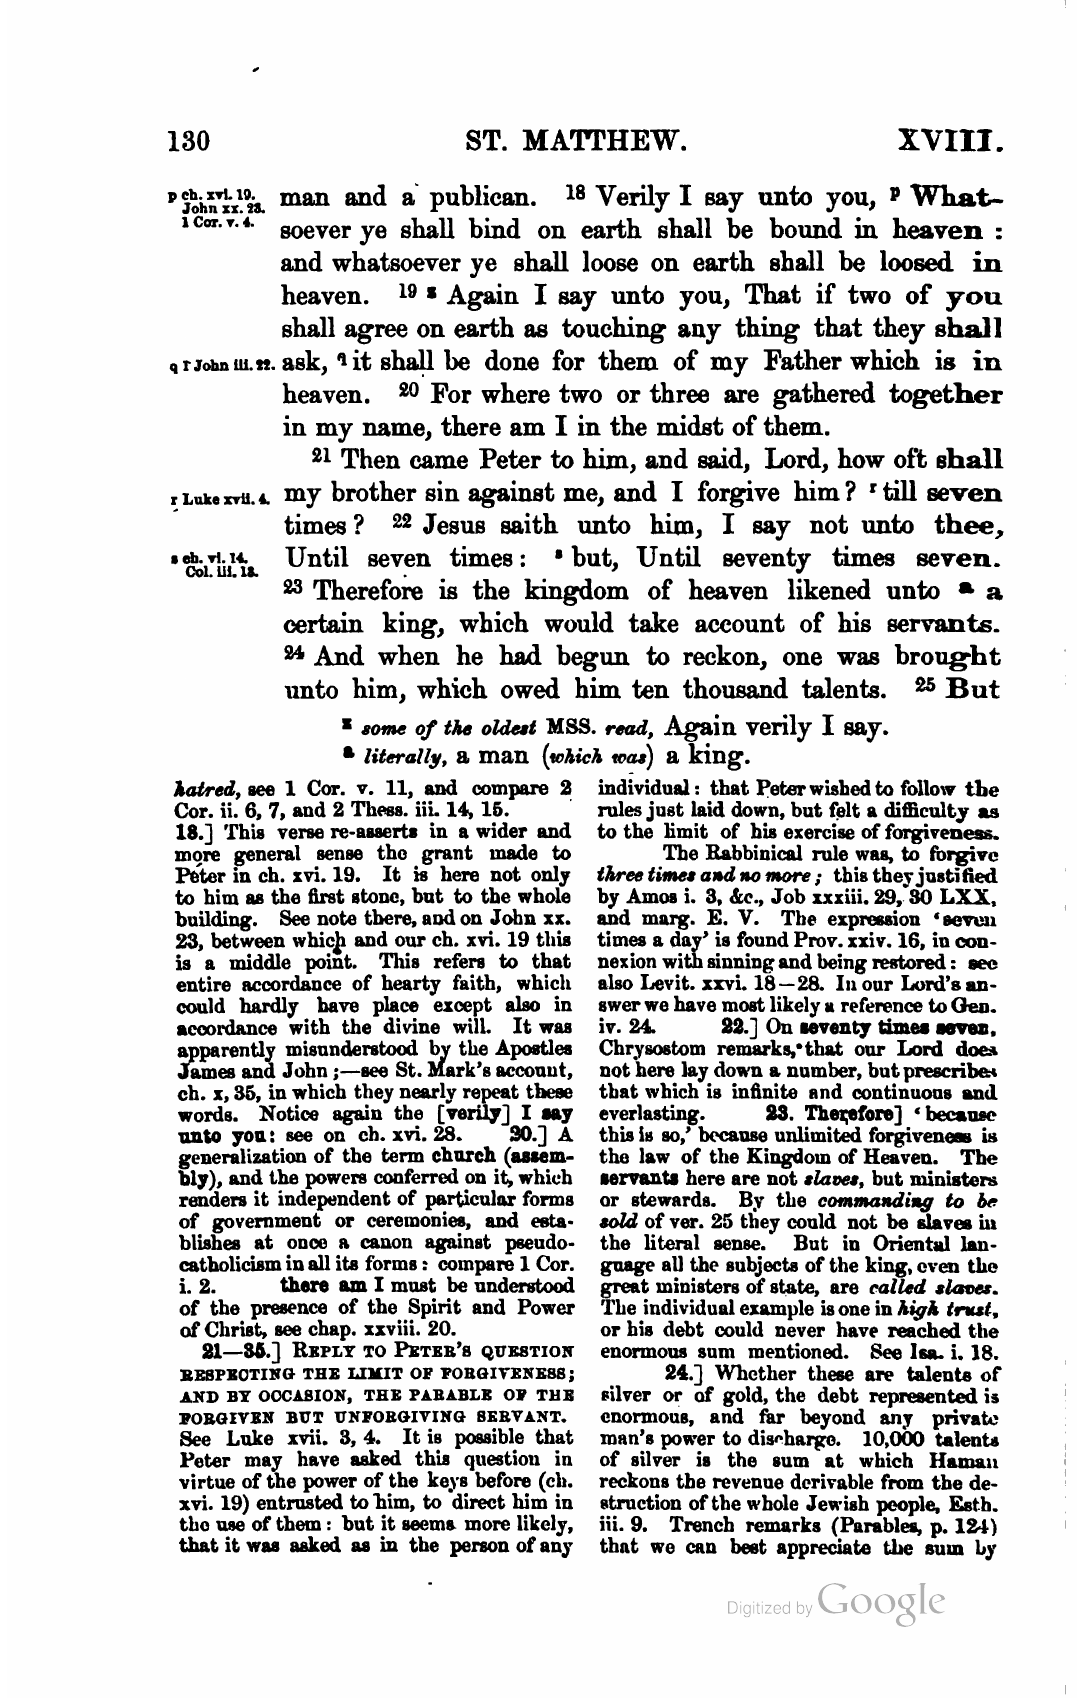 130 ST. MATTHEW. XVIII.
p ch. xvi. 19.
John xx. 23.
1 Cor. v. 4.
man and a publican. 18 Verily I say unto you, p What-
soever ye shall bind on earth shall be bound in heaven :
and whatsoever ye shall loose on earth shall be loosed in
heaven. 19 z Again I say unto you, That if two of you
shall agree on earth as touching any thing that they shall
q 1 John iii. 22. ask, q it shall be done for them of my Father which is in
heaven. 20 For where two or three are gathered together
in my name, there am I in the midst of them.
21 Then came Peter to him, and said, Lord, how oft shall
r Luke xvii. 4. my brother sin against me, and I forgive him ? r till seven
times ? 22 Jesus saith unto him, I say not unto thee,
s ch. vi. 14.
Col. iii. 13.
Until seven times : s but, Until seventy times seven.
23 Therefore is the kingdom of heaven likened unto a a
certain king, which would take account of his servants.
24 And when he had begun to reckon, one was brought
unto him, which owed him ten thousand talents. 25 But
z some of the oldest MSS. read, Again verily I say.
a literally, a man (which was) a king.
hatred, see 1 Cor. v. 11, and compare 2
Cor. ii. 6, 7, and 2 Thess. iii. 14, 15.
18.] This verse re-asserts in a wider and
more general sense the grant made to
Peter in ch. xvi. 19. It is here not only
to him as the first stone, but to the whole
building. See note there, and on John xx.
23, between which and our ch. xvi. 19 this
is a middle point. This refers to that
entire accordance of hearty faith, which
could hardly have place except also in
accordance with the divine will. It was
apparently misunderstood by the Apostles
James and John ;—see St. Mark's account,
ch. x, 35, in which they nearly repeat these
words. Notice again the [verily] I say
unto you: see on ch. xvi. 28. 20.] A
generalization of the term church (assem-
bly), and the powers conferred on it, which
renders it independent of particular forms
of government or ceremonies, and esta-
blishes at once a canon against pseudo-
catholicism in all its forms : compare 1 Cor.
i. 2. there am I must be understood
of the presence of the Spirit and Power
of Christ, see chap. xxviii. 20.
21—35.] REPLY TO PETER'S QUESTION
RESPECTING THE LIMIT OF FORGIVENESS;
AND BY OCCASION, THE PARABLE OF THE
FORGIVEN BUT UNFORGIVING SERVANT.
See Luke xvii. 3, 4. It is possible that
Peter may have asked this question in
virtue of the power of the keys before (ch.
xvi. 19) entrusted to him, to direct him in
the use of them : but it seems more likely,
that it was asked as in the person of any
individual : that Peter wished to follow the
rules just laid down, but felt a difficulty as
to the limit of his exercise of forgiveness.
The Rabbinical rule was, to forgive
three times and no more ; this they justified
by Amos i. 3, &c., Job xxxiii. 29, 30 LXX,
and marg. E. V. The expression 'seven
times a day' is found Prov. xxiv. 16, in con-
nexion with sinning and being restored : see
also Levit. xxvi. 18—28. In our Lord's an-
swer we have most likely a reference to Gen.
iv. 24. 22.] On seventy times seven,
Chrysostom remarks, that our Lord does
not here lay down a number, but prescribes
that which is infinite and continuous and
everlasting. 23. Therefore] 'because
this is so,' because unlimited forgiveness is
the law of the Kingdom of Heaven. The
servants here are not slaves, but ministers
or stewards. By the commanding to be
sold of ver. 25 they could not be slaves in
the literal sense. But in Oriental lan-
guage all the subjects of the king, even the
great ministers of state, are called slaves.
The individual example is one in high trust,
or his debt could never have reached the
enormous sum mentioned. See Isa. i. 18.
24.] Whether these are talents of
silver or of gold, the debt represented is
enormous, and far beyond any private
man's power to discharge. 10,000 talents
of silver is the sum at which Haman
reckons the revenue derivable from the de-
struction of the whole Jewish people, Esth.
iii. 9. Trench remarks (Parables, p. 124)
that we can best appreciate the sum by
Digitized by Google